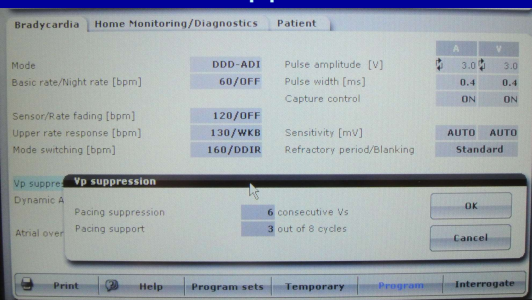 Bradycardia Home Monitoring/Diagnostics Patient
A V
Mode DDD-ADI Pulse amplitude [V] 3.0 3.0
Basic rate/Night rate [bpm] 60/OFF Pulse width [ms] 0.4 0.4
Capture control ON ON
Sensor/Rate fading [bpm] 120/OFF
Upper rate response [bpm] 130/WKB Sensitivity [mV] AUTO AUTO
Mode switching [bpm] 160/DDIR Refractory period/Blanking Standard
Vp suppre
Vp suppression
Dynamic A
Pacing suppression 6 consecutive Vs OK
Pacing support 3 out of 8 cycles
Atrial over Cancel
Print Help Program sets Temporary Program Interrogate